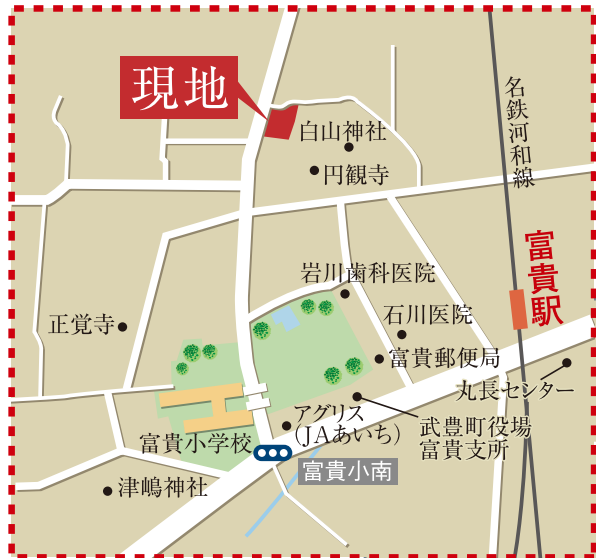 現地
名鉄河和線
白山神社
円観寺
富貴駅
岩川歯科医院
石川医院
正覚寺
富貴郵便局
丸長センター
アグリス
(JAあいち)
武豊町役場
富貴支所
富貴小学校
富貴小南
津嶋神社